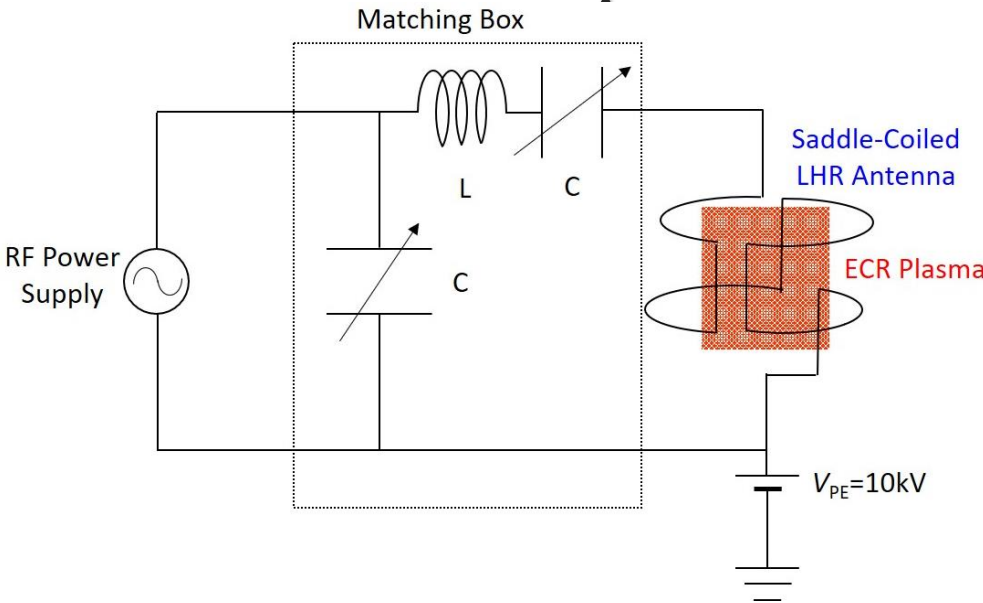 Matching Box
Saddle-Coiled
LHR Antenna
L
C
RF Power
Supply
C
ECR Plasma
V_PE=10kV